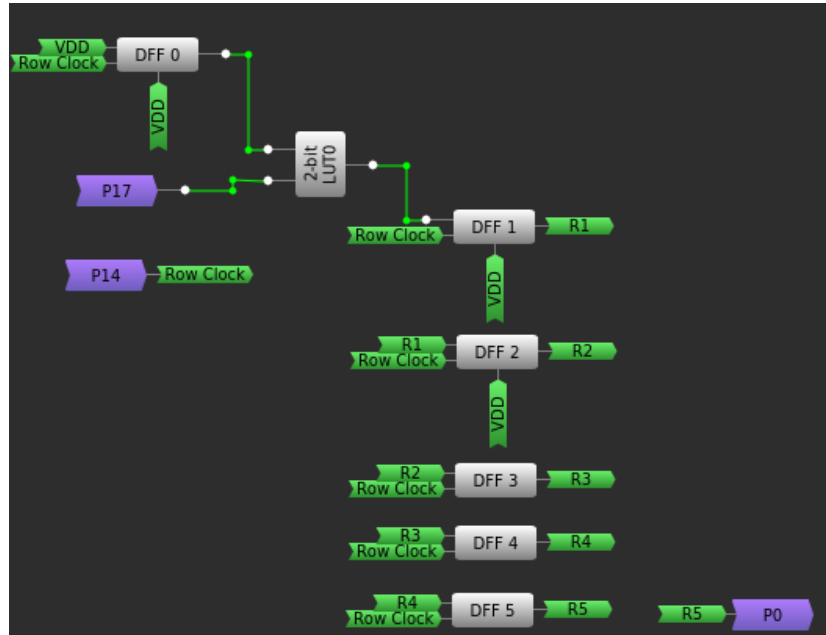 VDD
Row Clock
DFF 0
VDD
2-bit
LUT0
P17
Row Clock
DFF 1
R1
P14
Row Clock
VDD
R1
Row Clock
DFF 2
R2
VDD
R2
Row Clock
DFF 3
R3
R3
Row Clock
DFF 4
R4
R4
Row Clock
DFF 5
R5
R5
P0